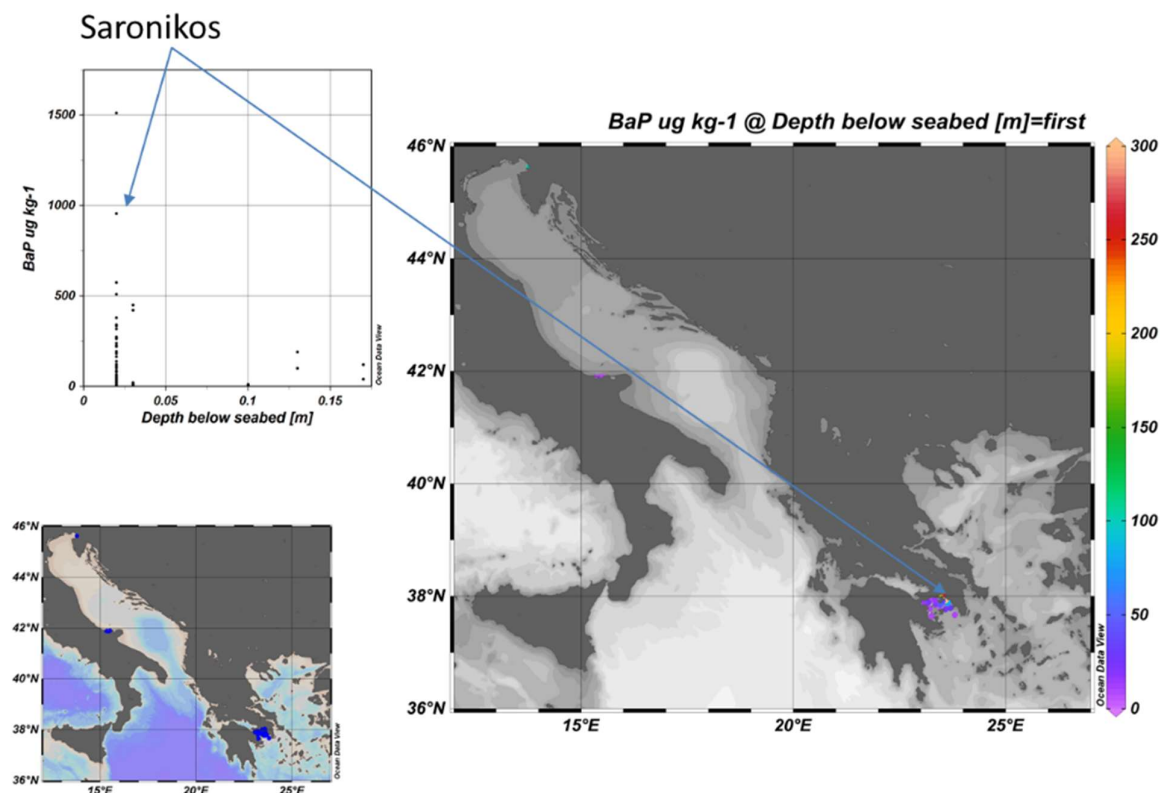 Saronikos
1500
1000
500
0
BaP ug kg-1
0
0.05
0.1
0.15
Depth below seabed [m]
Ocean Data View
BaP ug kg-1 @ Depth below seabed [m]=first
46°N
44°N
42°N
40°N
38°N
36°N
15°E
20°E
25°E
Ocean Data View
300
250
200
150
100
50
0
46°N
44°N
42°N
40°N
38°N
36°N
15°E
20°E
25°E
Ocean Data View